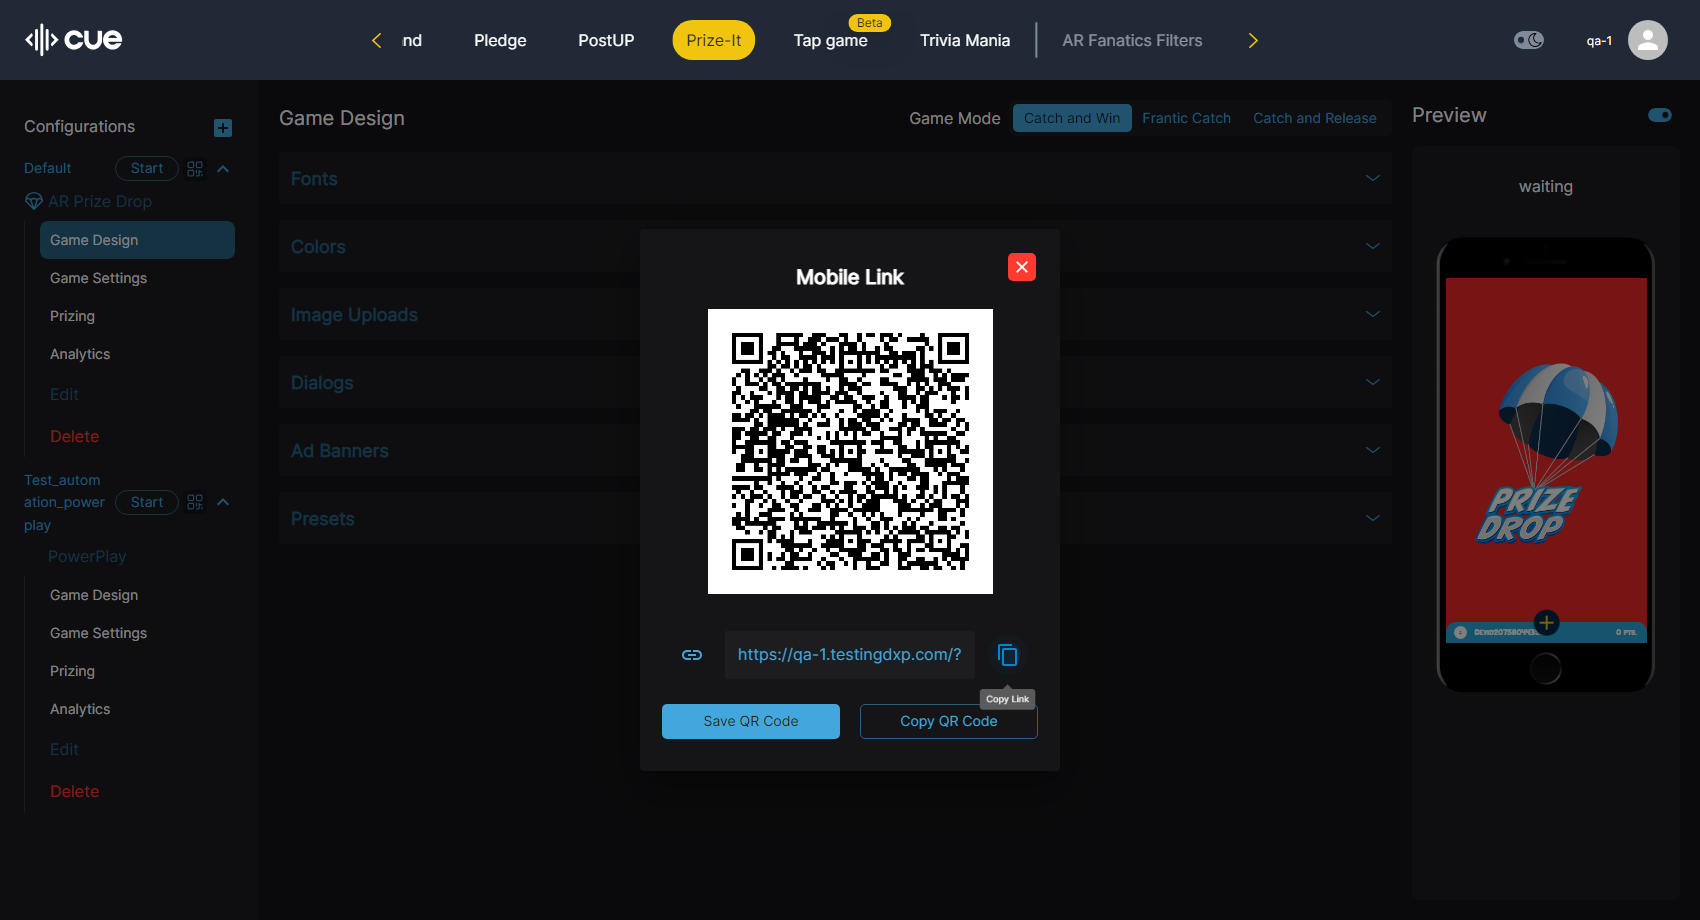 cue
nd
Pledge
PostUP
Prize-It
Tap game
Beta
Trivia Mania
AR Fanatics Filters
qa-1
Configurations
Default
Start
AR Prize Drop
Game Design
Game Settings
Prizing
Analytics
Edit
Delete
Test_autom
ation_power
play
Start
PowerPlay
Game Design
Game Settings
Prizing
Analytics
Edit
Delete
Game Design
Game Mode
Catch and Win
Frantic Catch
Catch and Release
Fonts
Colors
Image Uploads
Dialogs
Ad Banners
Presets
Mobile Link
https://qa-1.testingdxp.com/?
Copy Link
Save QR Code
Copy QR Code
Preview
waiting
PRIZE
DROP
0 PTS.